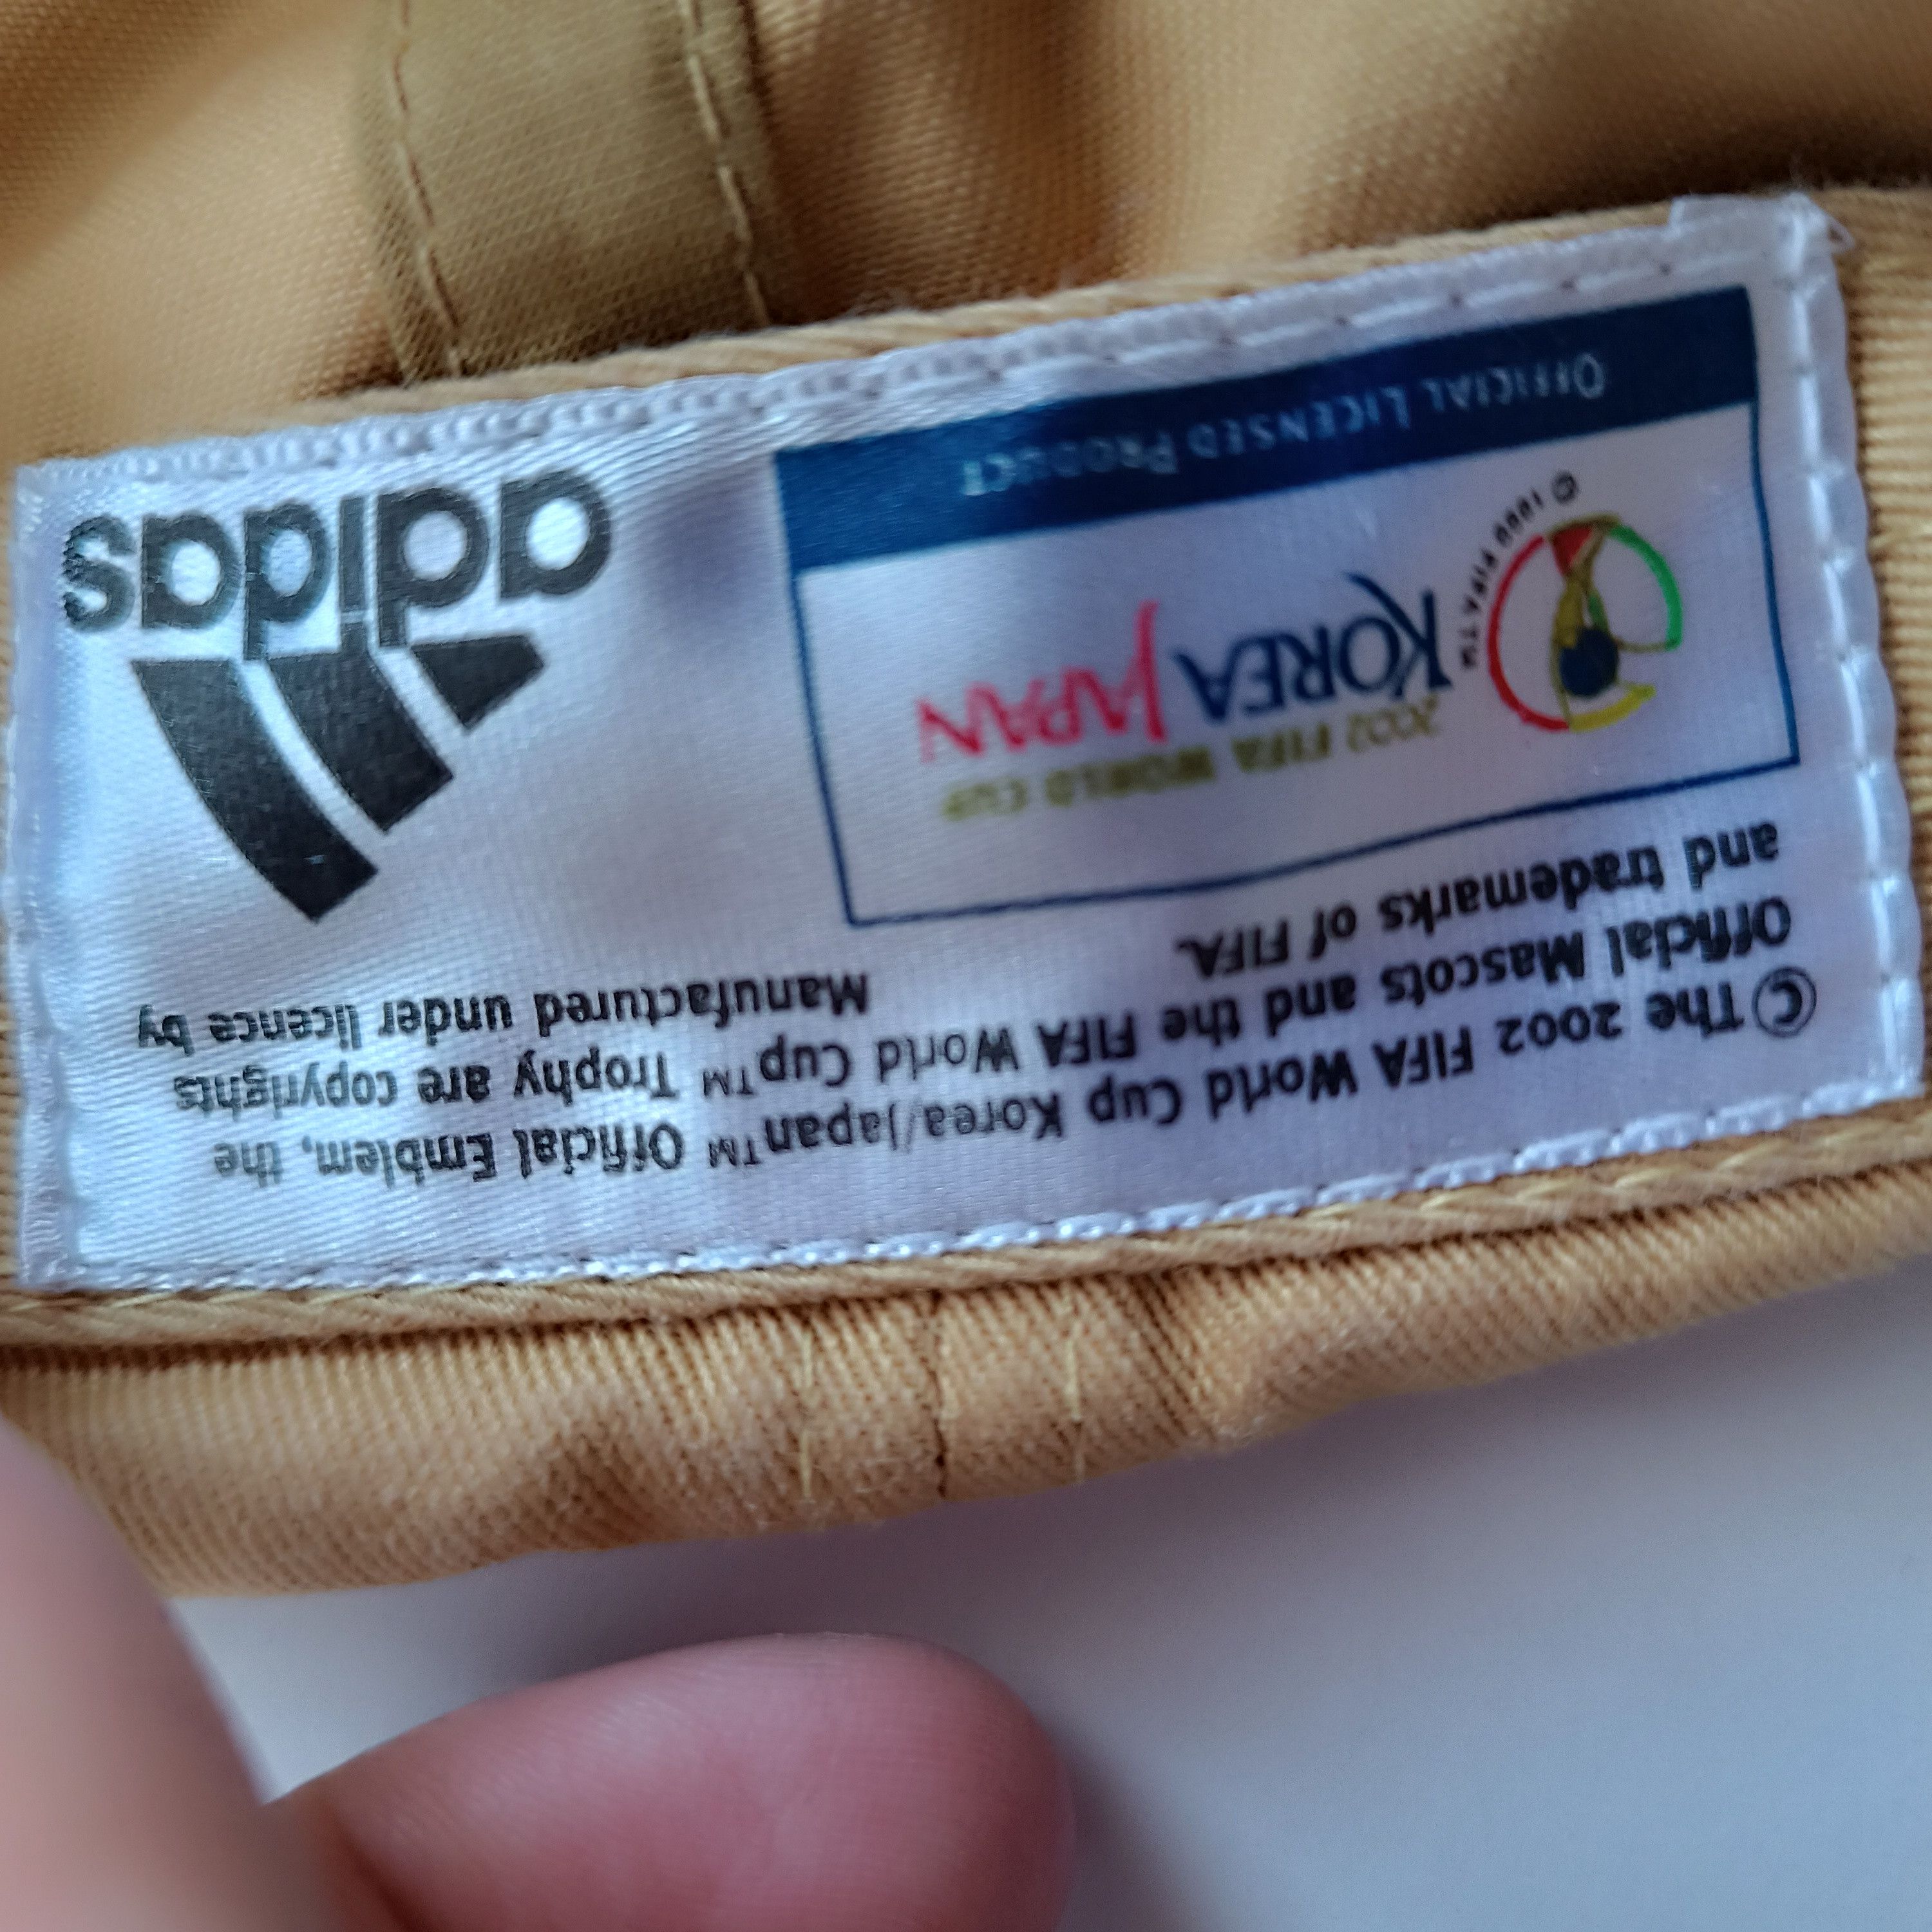 © The 2002 FIFA World Cup Korea/Japan™ Official Emblem, the
Official Mascots and the FIFA World Cup™ Trophy are copyrights
and trademarks of FIFA.
Manufactured under licence by
2002 FIFA WORLD CUP
KOREA JAPAN
© 1999 FIFA TM
OFFICIAL LICENSED PRODUCT
adidas